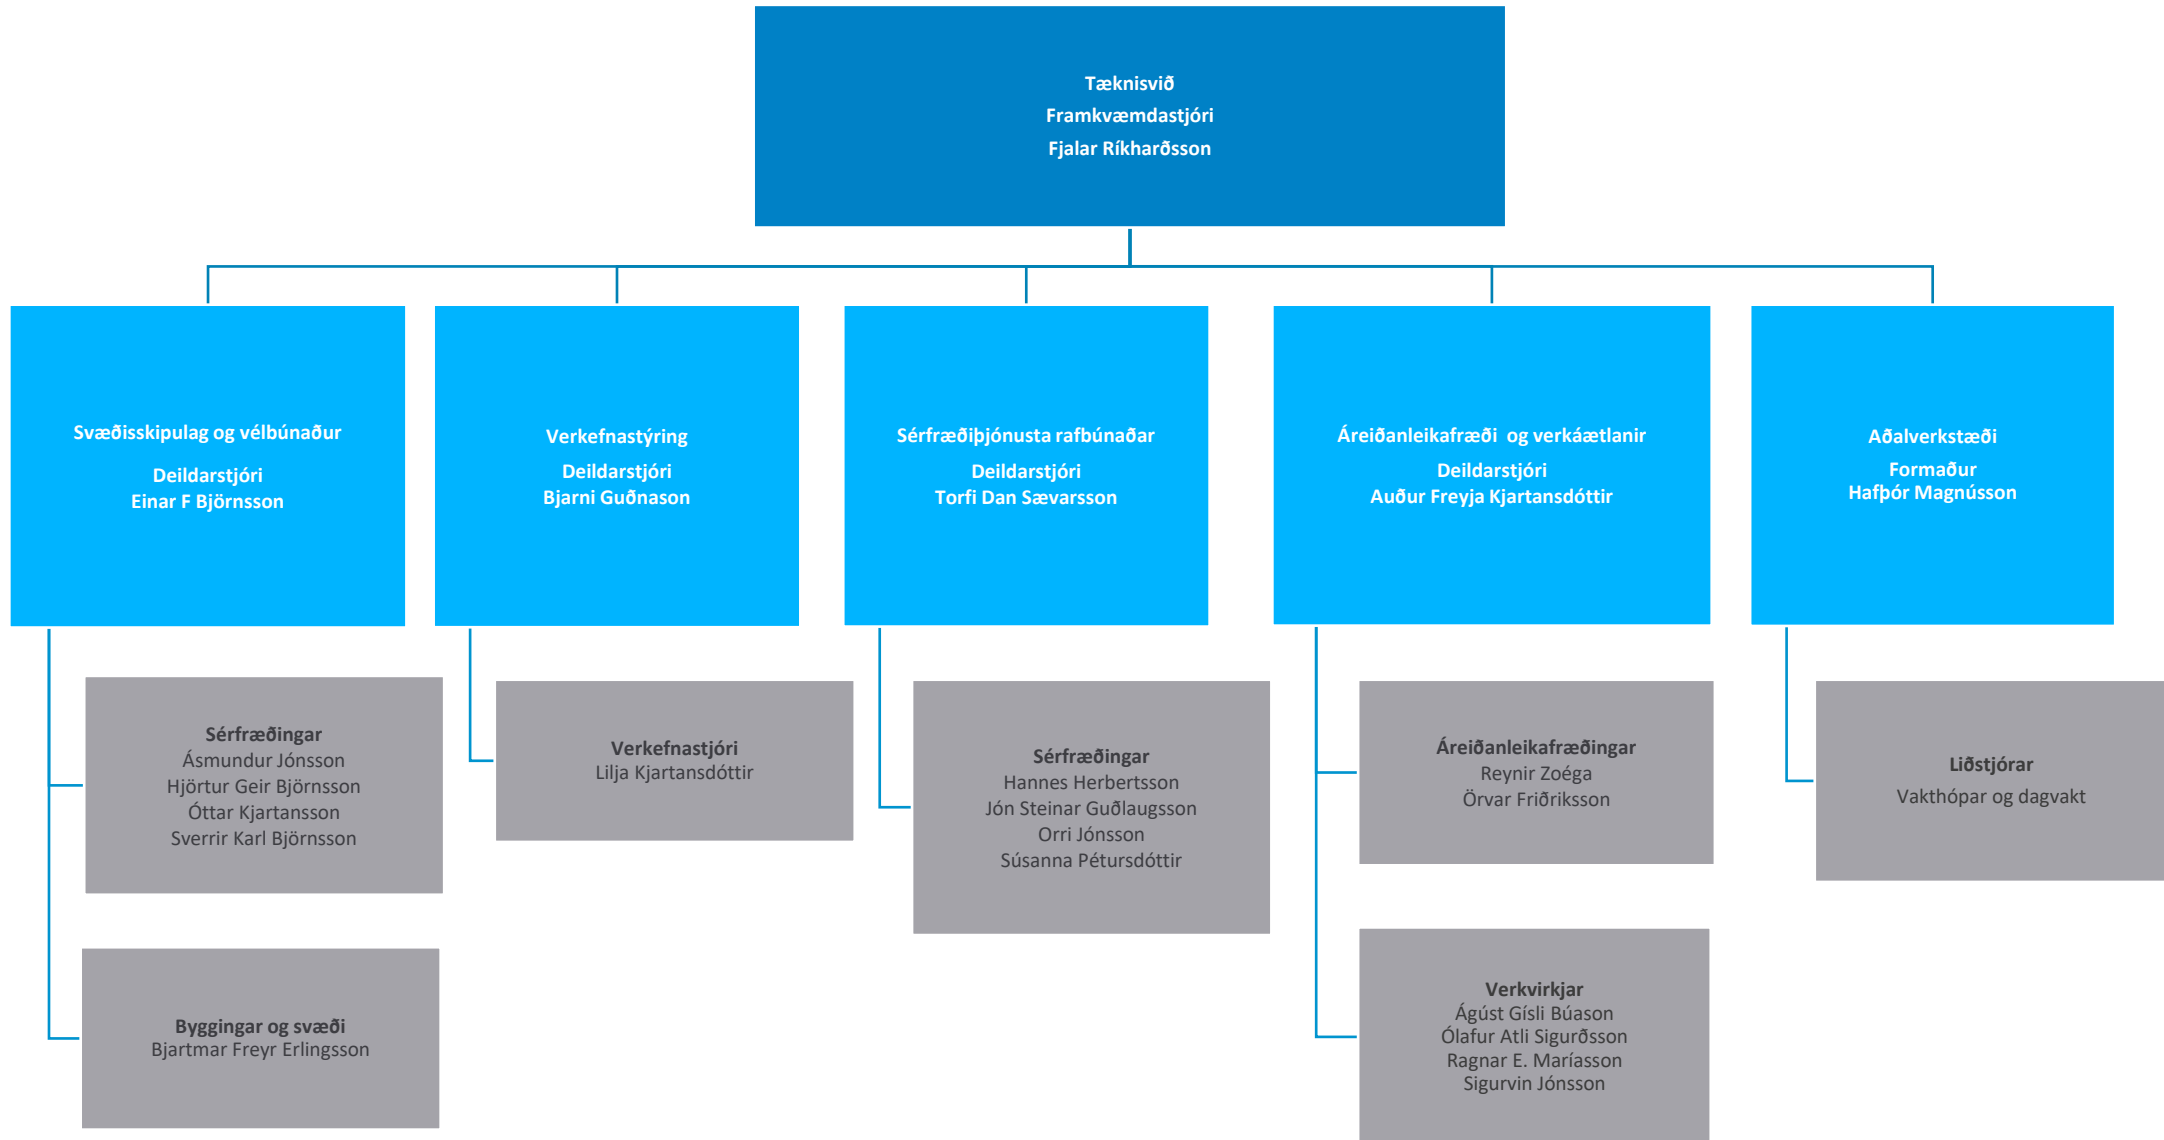 Tæknisvið
Framkvæmdastjóri
Fjalar Ríkharðsson
Svæðisskipulag og vélbúnaður
Deildarstjóri
Einar F Björnsson
Verkefnastýring
Deildarstjóri
Bjarni Guðnason
Sérfræðiþjónusta rafbúnaðar
Deildarstjóri
Torfi Dan Sævarsson
Áreiðanleikafræði og verkáætlanir
Deildarstjóri
Auður Freyja Kjartansdóttir
Aðalverkstæði
Formaður
Hafþór Magnússon
Sérfræðingar
Ásmundur Jónsson
Hjörtur Geir Björnsson
Óttar Kjartansson
Sverrir Karl Björnsson
Byggingar og svæði
Bjartmar Freyr Erlingsson
Verkefnastjóri
Lilja Kjartansdóttir
Sérfræðingar
Hannes Herbertsson
Jón Steinar Guðlaugsson
Orri Jónsson
Súsanna Pétursdóttir
Áreiðanleikafræðingar
Reynir Zoéga
Örvar Friðriksson
Verkvirkjar
Ágúst Gísli Búason
Ólafur Atli Sigurðsson
Ragnar E. Maríasson
Sigurvin Jónsson
Liðstjórar
Vakthópar og dagvakt